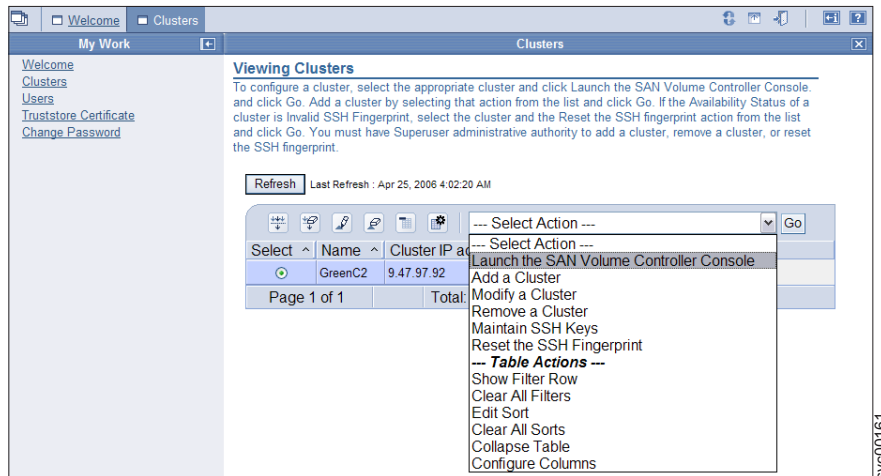 Welcome
Clusters
My Work
Clusters
Welcome
Clusters
Users
Truststore Certificate
Change Password
Viewing Clusters
To configure a cluster, select the appropriate cluster and click Launch the SAN Volume Controller Console.
and click Go. Add a cluster by selecting that action from the list and click Go. If the Availability Status of a
cluster is Invalid SSH Fingerprint, select the cluster and the Reset the SSH fingerprint action from the list
and click Go. You must have Superuser administrative authority to add a cluster, remove a cluster, or reset
the SSH fingerprint.
Refresh Last Refresh : Apr 25, 2006 4:02:20 AM
--- Select Action --- Go
Select Name Cluster IP
GreenC2 9.47.97.92
Page 1 of 1 Total:
--- Select Action ---
Launch the SAN Volume Controller Console
Add a Cluster
Modify a Cluster
Remove a Cluster
Maintain SSH Keys
Reset the SSH Fingerprint
--- Table Actions ---
Show Filter Row
Clear All Filters
Edit Sort
Clear All Sorts
Collapse Table
Configure Columns